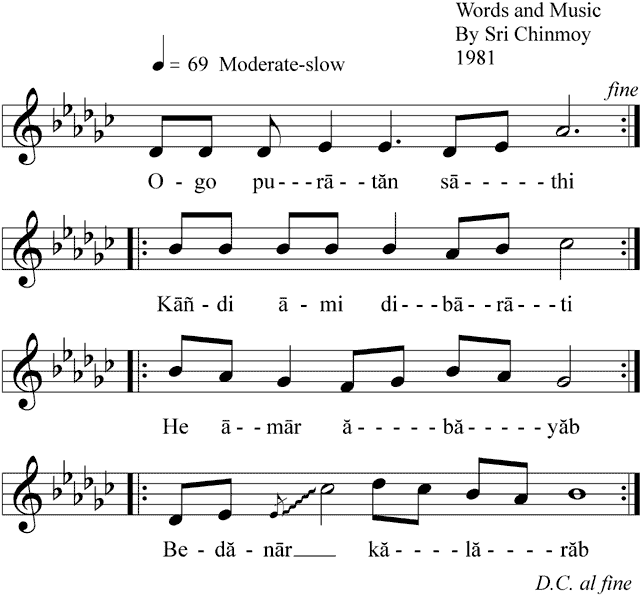 Words and Music
By Sri Chinmoy
1981
= 69 Moderate-slow
fine
O - go pu - - - rā - - tăn sā - - - - - thi
Kāñ - di ā - mi di - - - bā - rā - - - ti
He ā - - mār ă - - - - - bă - - - - - yăb
Be - dă - năr____ kă - - - - - lă - - - - răb
D.C. al fine